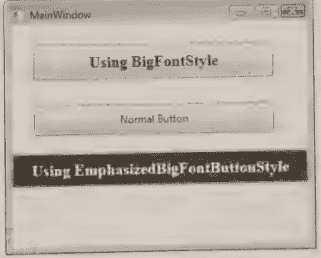 MainWindow
Using BigFontStyle
Normal Button
Using EmphasizedBigFontButtonStyle